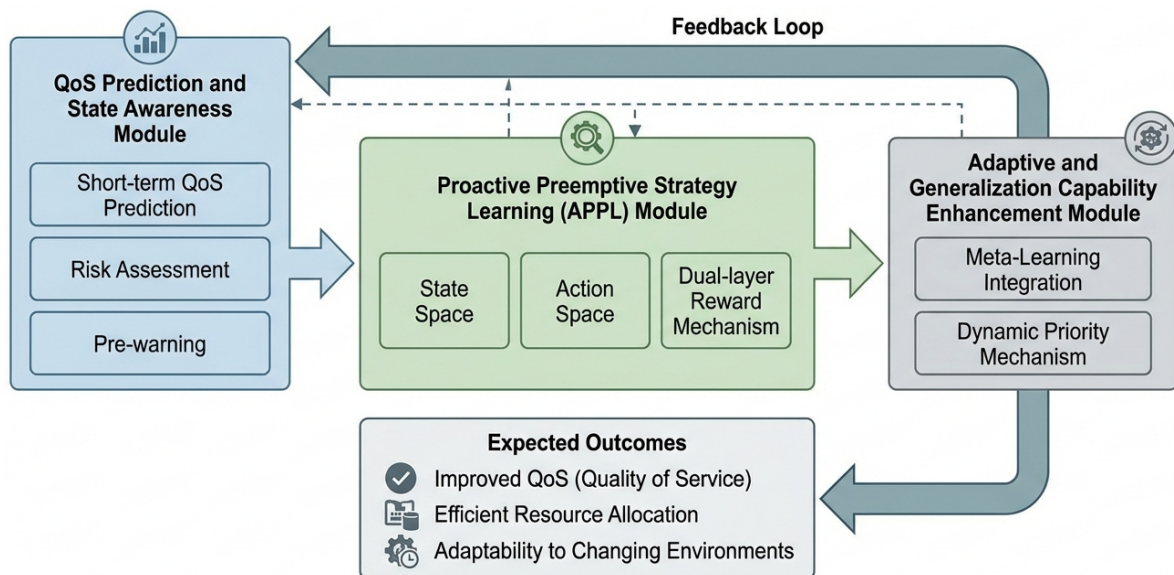 Feedback Loop
QoS Prediction and
State Awareness
Module
Short-term QoS
Prediction
Risk Assessment
Pre-warning
Proactive Preemptive Strategy
Learning (APPL) Module
State
Space
Action
Space
Dual-layer
Reward
Mechanism
Adaptive and
Generalization Capability
Enhancement Module
Meta-Learning
Integration
Dynamic Priority
Mechanism
Expected Outcomes
Improved QoS (Quality of Service)
Efficient Resource Allocation
Adaptability to Changing Environments